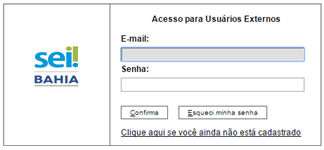 Acesso para Usuários Externos
E-mail:
sei!
BAHIA
Senha:
Confirma
Esqueci minha senha
Clique aqui se você ainda não está cadastrado